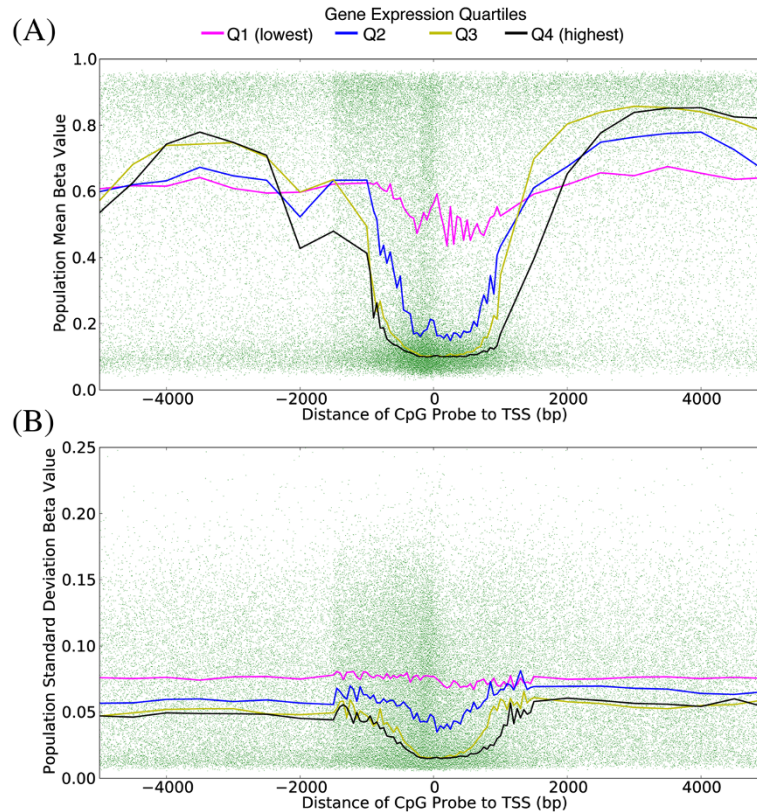 Gene Expression Quartiles
(A)
Q1 (lowest) Q2 Q3 Q4 (highest)
1.0
0.8
0.6
0.4
0.2
0.0
Population Mean Beta Value
−4000 −2000 0 2000 4000
Distance of CpG Probe to TSS (bp)
(B)
0.25
0.20
0.15
0.10
0.05
0.00
Population Standard Deviation Beta Value
−4000 −2000 0 2000 4000
Distance of CpG Probe to TSS (bp)